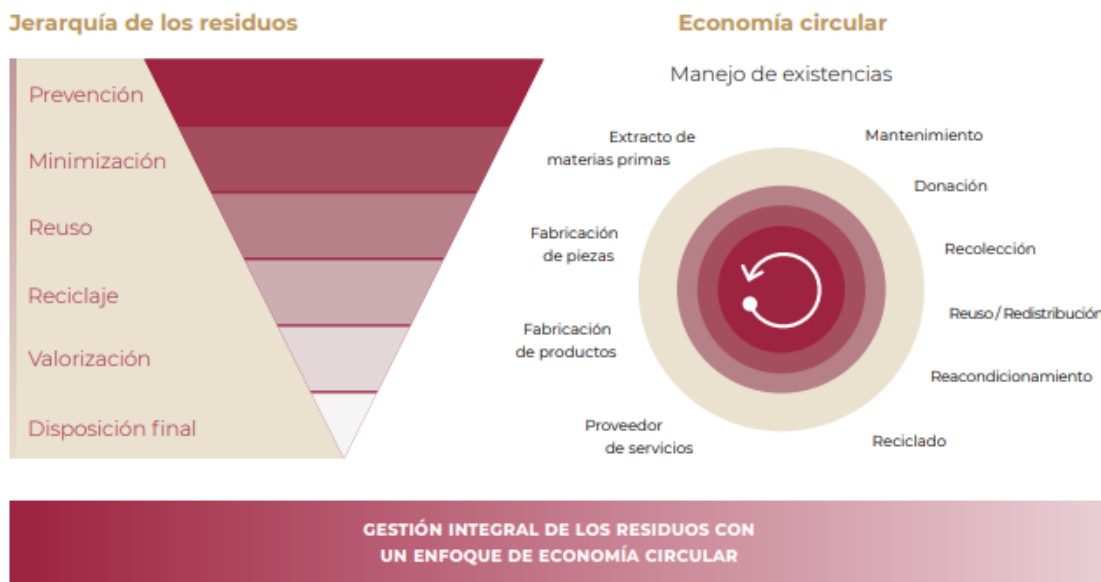 Jerarquía de los residuos
Prevención
Minimización
Reuso
Reciclaje
Valorización
Disposición final
Economía circular
Manejo de existencias
Extracto de
materias primas
Fabricación
de piezas
Fabricación
de productos
Proveedor
de servicios
Mantenimiento
Donación
Recolección
Reuso / Redistribución
Reacondicionamiento
Reciclado
GESTIÓN INTEGRAL DE LOS RESIDUOS CON
UN ENFOQUE DE ECONOMÍA CIRCULAR